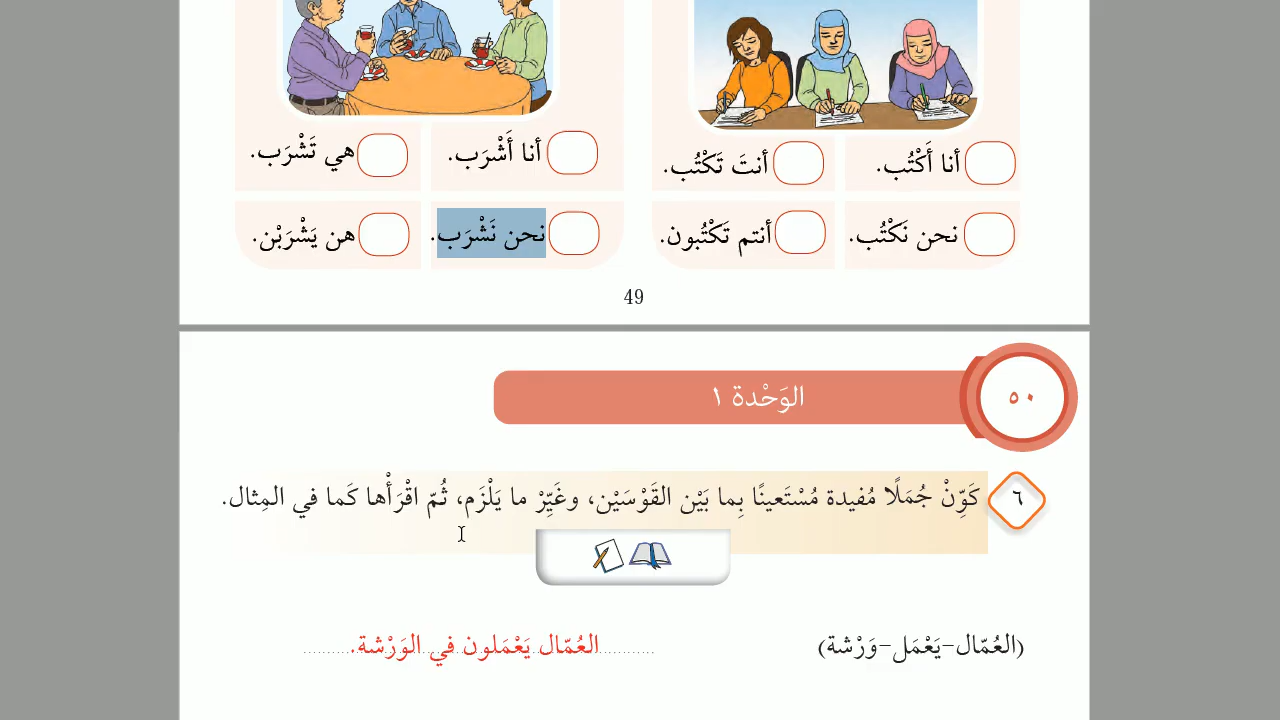 أنا أَكْتُب.
أنتَ تَكْتُب.
نحن نَكْتُب.
أنتم تَكْتُبون.
أنا أَشْرَب.
هي تَشْرَب.
نحن نَشْرَب.
هن يَشْرَبْن.
49
الوَحْدة ١
٥٠
٦
كَوِّنْ جُمَلًا مُفيدة مُسْتَعينًا بِما بَيْن القَوْسَيْن، وغَيِّرْ ما يَلْزَم، ثُمّ اقْرَأْها كَما في المِثال.
(العُمّال-يَعْمَل-وَرْشة)
العُمّال يَعْمَلون في الوَرْشة.